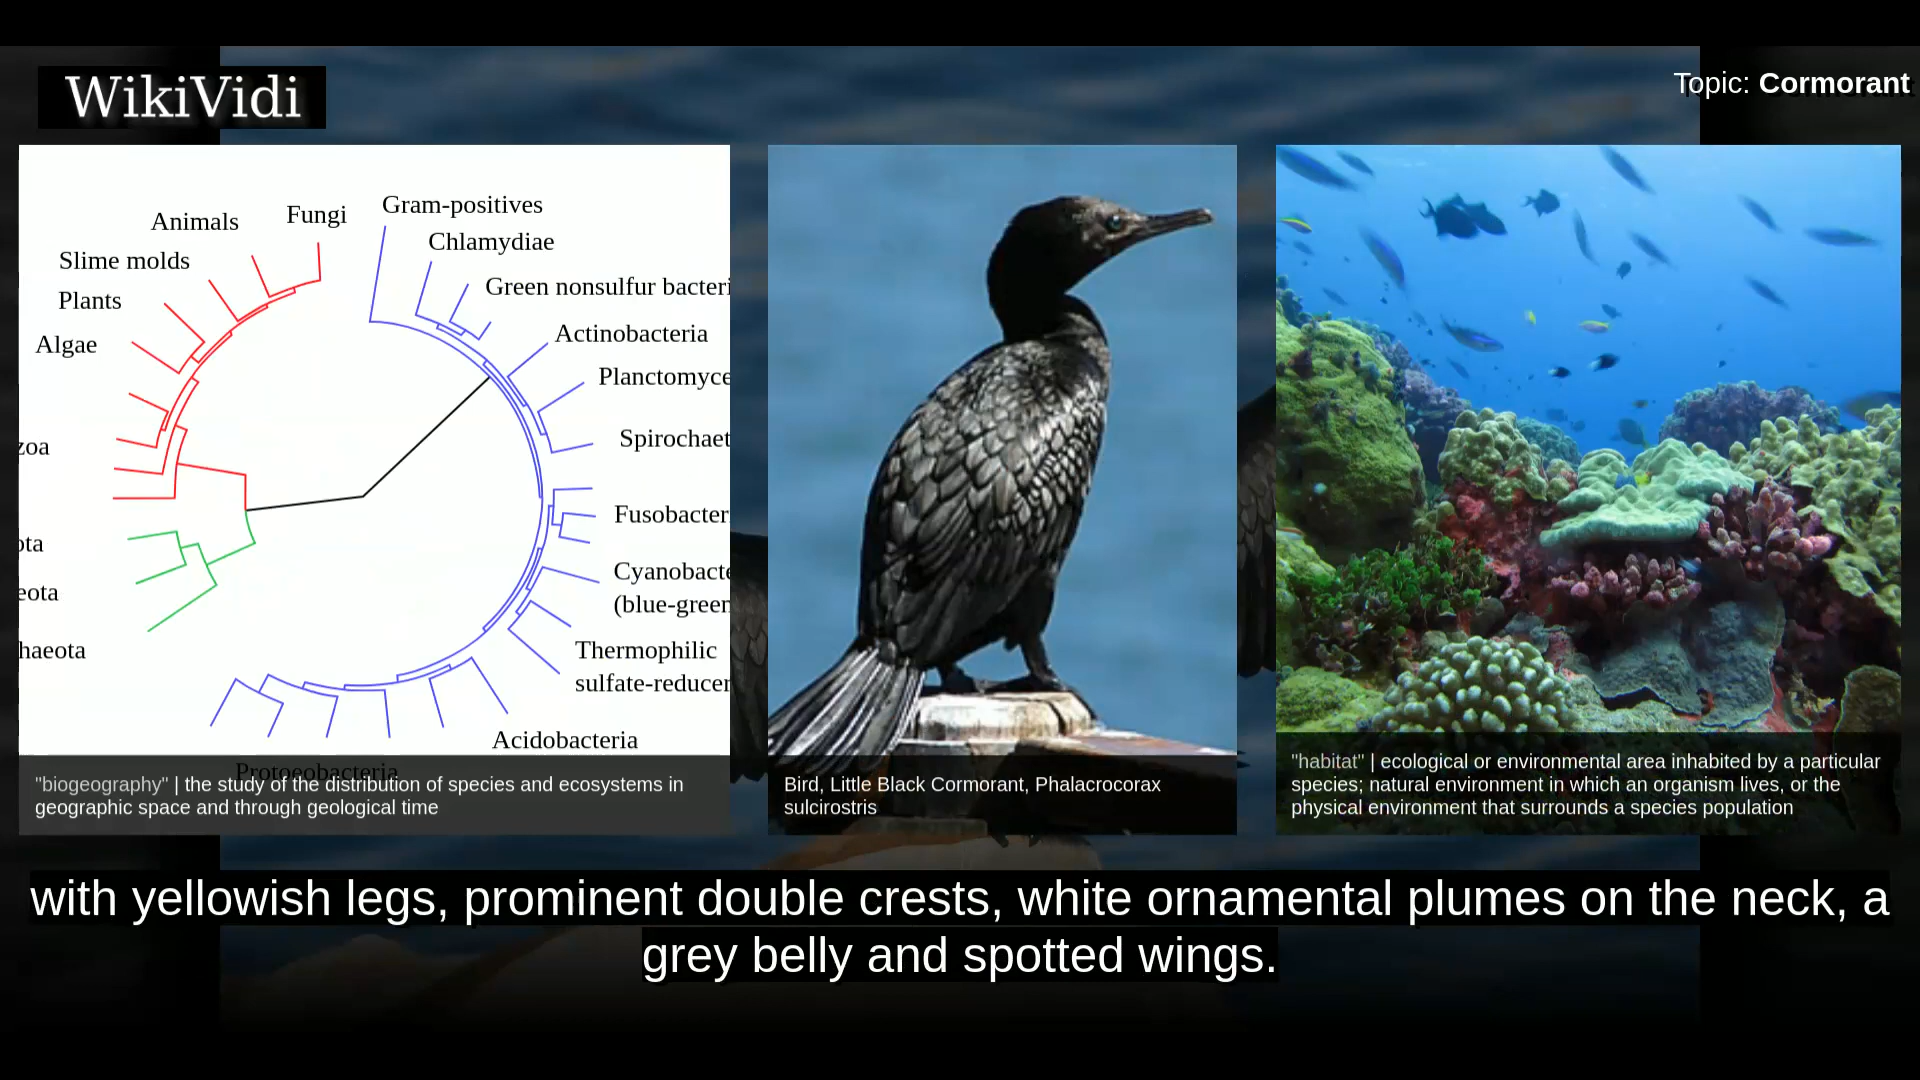 WikiVidi
Topic: Cormorant
Animals
Fungi
Gram-positives
Slime molds
Chlamydiae
Plants
Green nonsulfur bacteri
Algae
Actinobacteria
Planctomyce
zoa
Spirochaet
Fusobacter
ota
Cyanobacte
(blue-green
eota
haeota
Thermophilic
sulfate-reducer
Acidobacteria
Protoeobacteria
"biogeography" | the study of the distribution of species and ecosystems in
geographic space and through geological time
Bird, Little Black Cormorant, Phalacrocorax
sulcirostris
"habitat" | ecological or environmental area inhabited by a particular
species; natural environment in which an organism lives, or the
physical environment that surrounds a species population
with yellowish legs, prominent double crests, white ornamental plumes on the neck, a
grey belly and spotted wings.